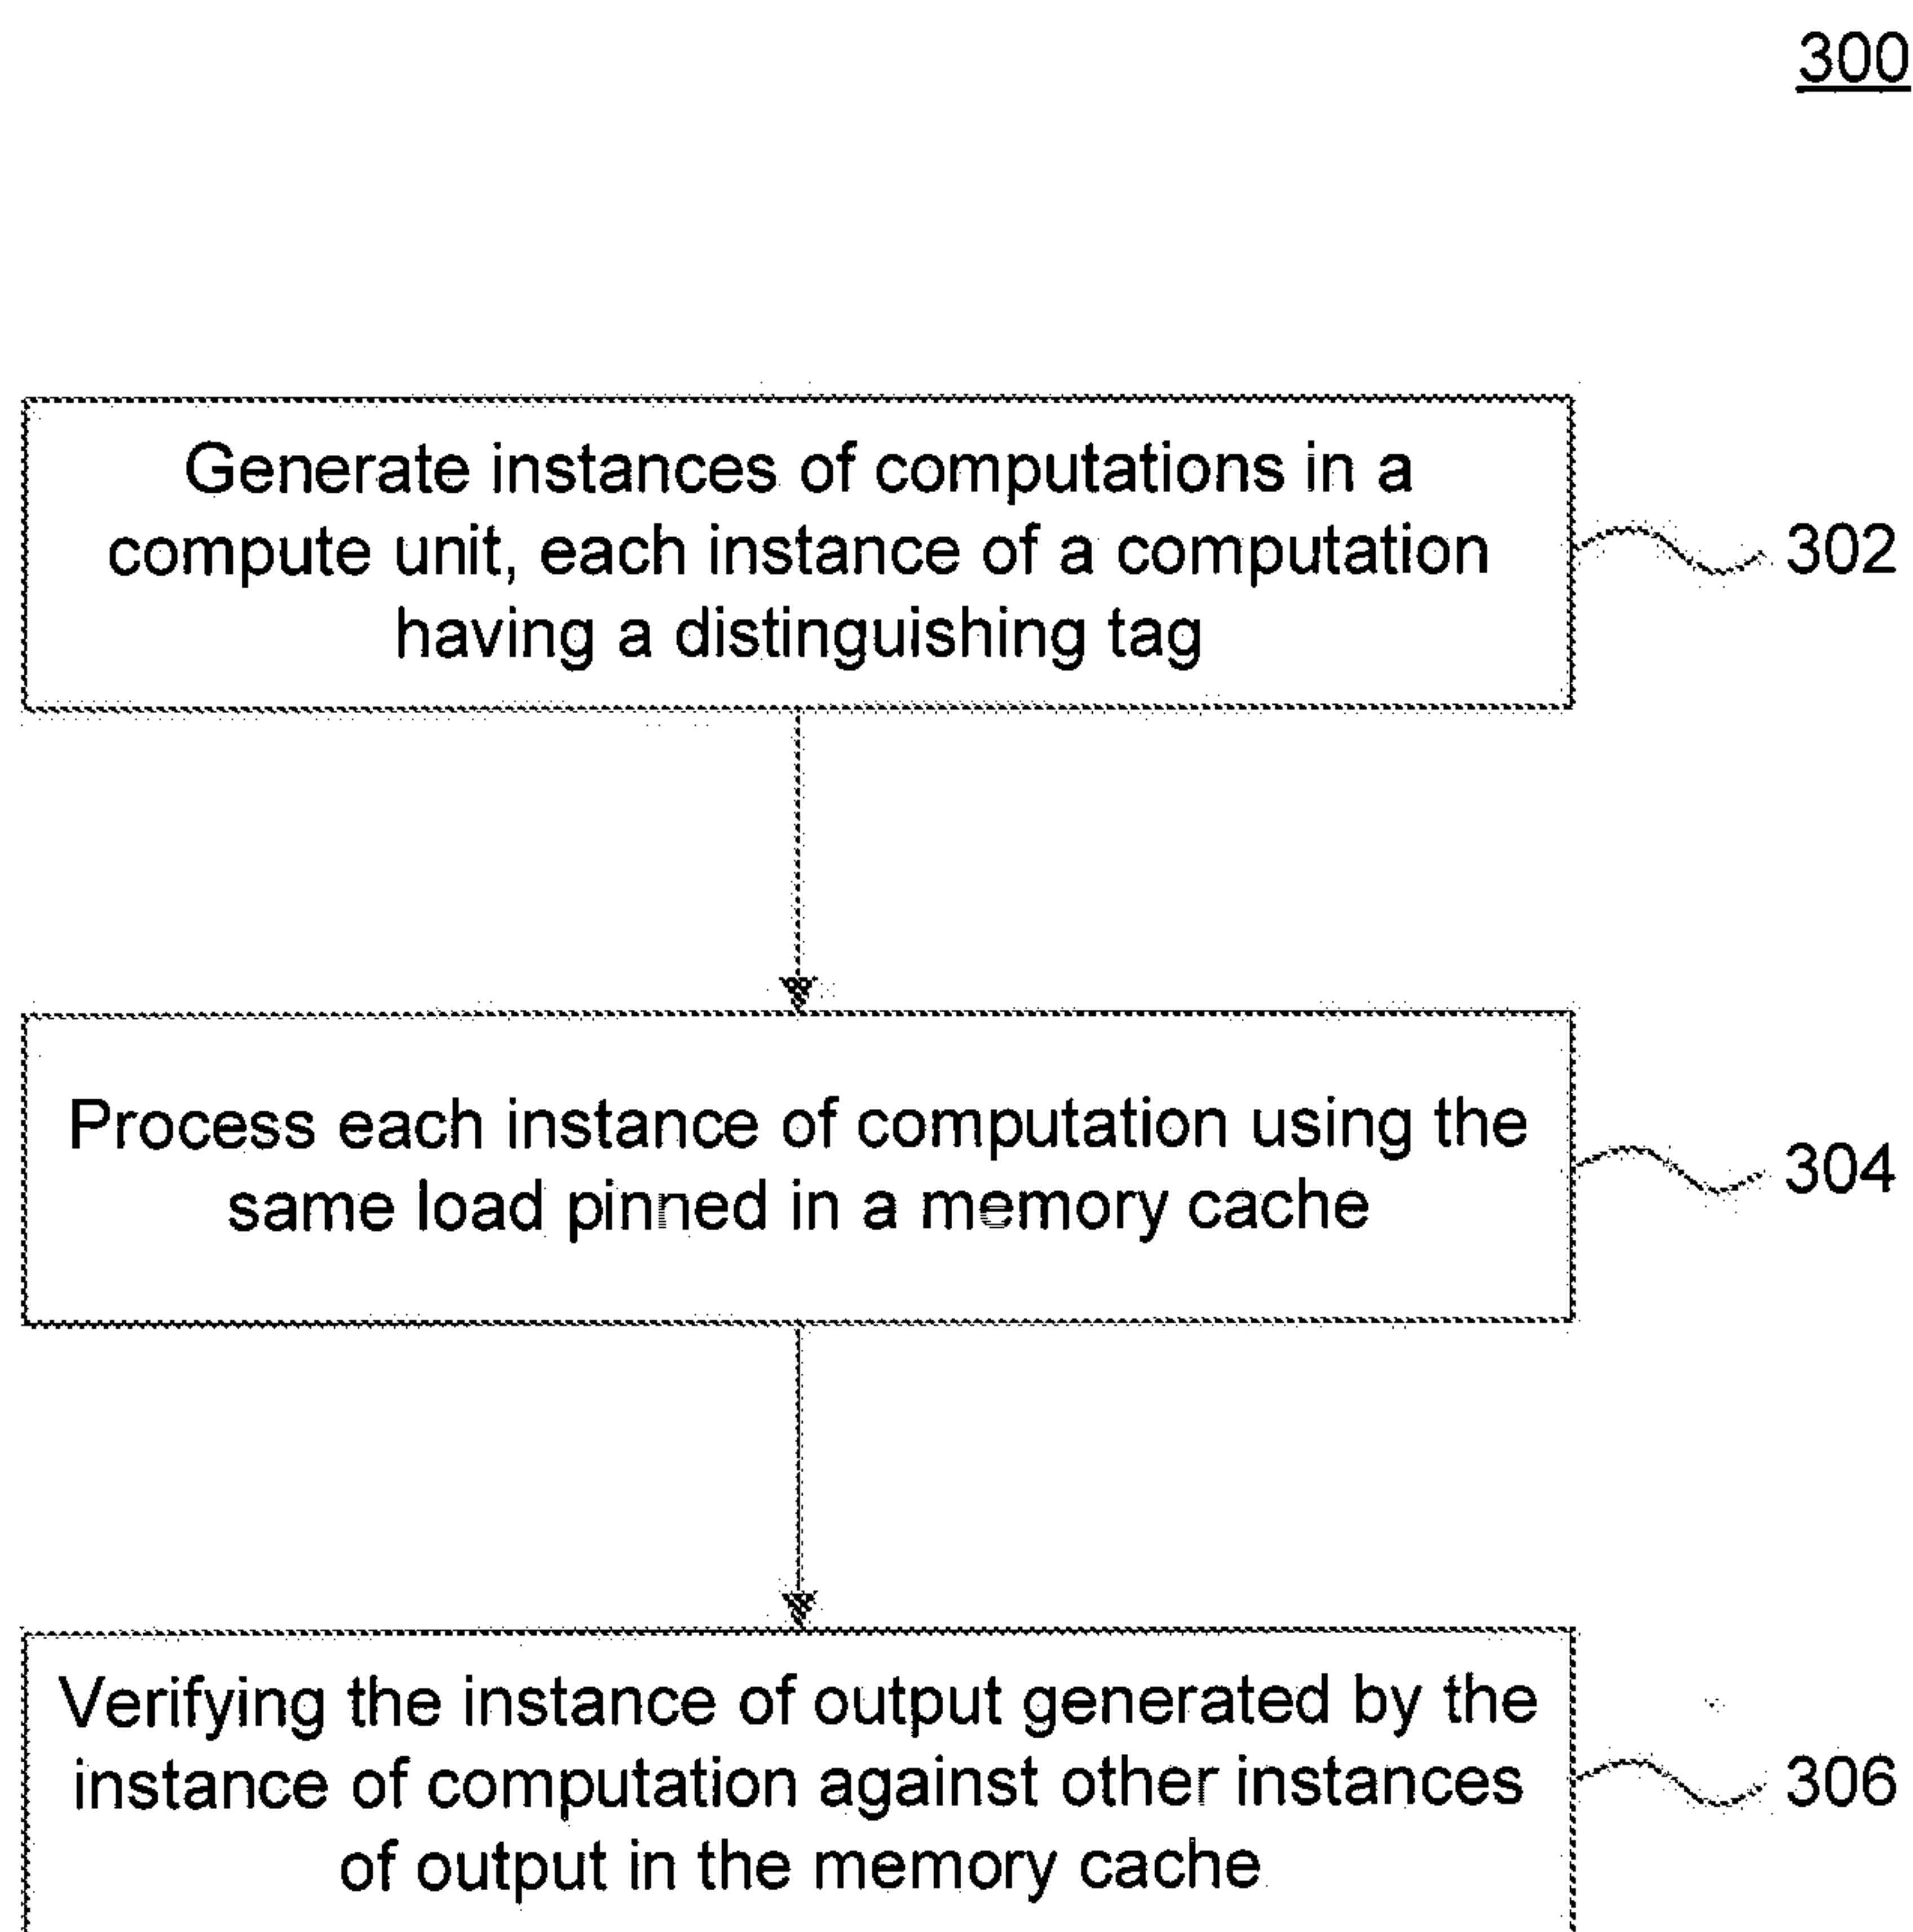 300
Generate instances of computations in a
compute unit, each instance of a computation
having a distinguishing tag
302
Process each instance of computation using the
same load pinned in a memory cache
304
Verifying the instance of output generated by the
instance of computation against other instances
of output in the memory cache
306